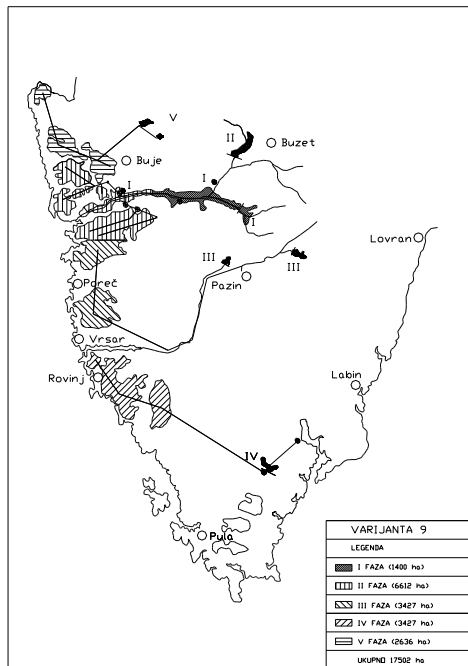 V
II
Buzet
Buje
I
I
I
Lovran
III
III
Pazin
Poreč
Vrsar
Rovinj
Labin
IV
Pula
VARIJANTA 9
LEGENDA
I FAZA (1400 ha)
II FAZA (6612 ha)
III FAZA (3427 ha)
IV FAZA (3427 ha)
V FAZA (2636 ha)
UKUPNO 17502 ha